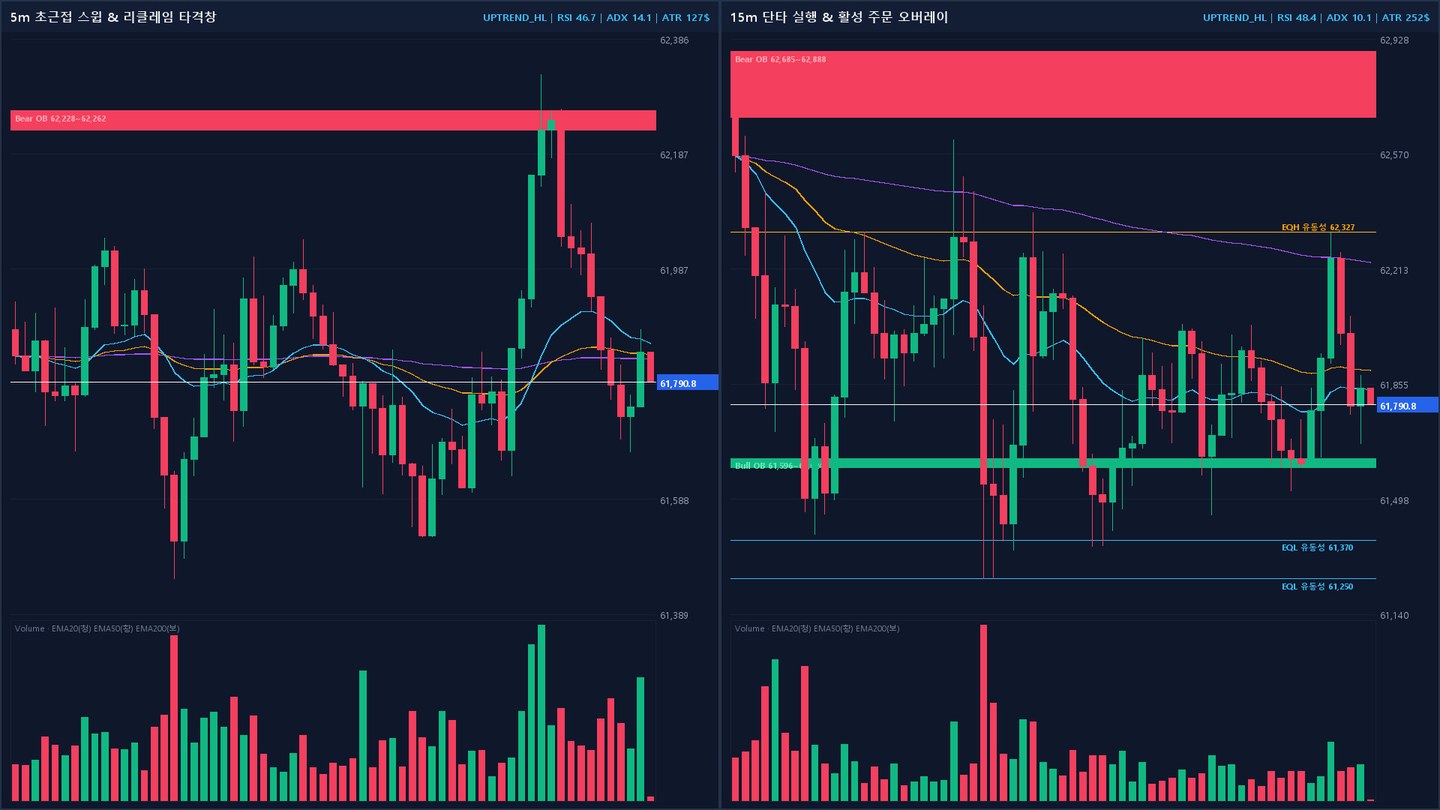 5m 초근접 스윕 & 리클레임 타격창
UPTREND_HL | RSI 46.7 | ADX 14.1 | ATR 127$
62,386
Bear OB 62,228~62,262
62,187
61,987
61,790.8
61,588
61,389
Volume · EMA20(청) EMA50(황) EMA200(보)
15m 단타 실행 & 활성 주문 오버레이
UPTREND_HL | RSI 48.4 | ADX 10.1 | ATR 252$
62,928
Bear OB 62,685~62,888
62,570
EQH 유동성 62,327
62,213
61,855
61,790.8
Bull OB 61,596~
61,498
EQL 유동성 61,370
EQL 유동성 61,250
61,140
Volume · EMA20(청) EMA50(황) EMA200(보)